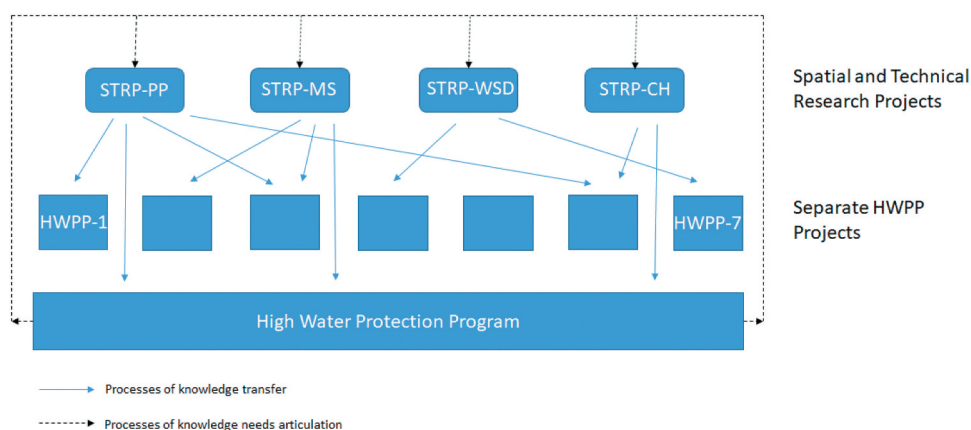 STRP-PP
STRP-MS
STRP-WSD
STRP-CH
Spatial and Technical
Research Projects
HWPP-1
HWPP-7
Separate HWPP
Projects
High Water Protection Program
Processes of knowledge transfer
Processes of knowledge needs articulation